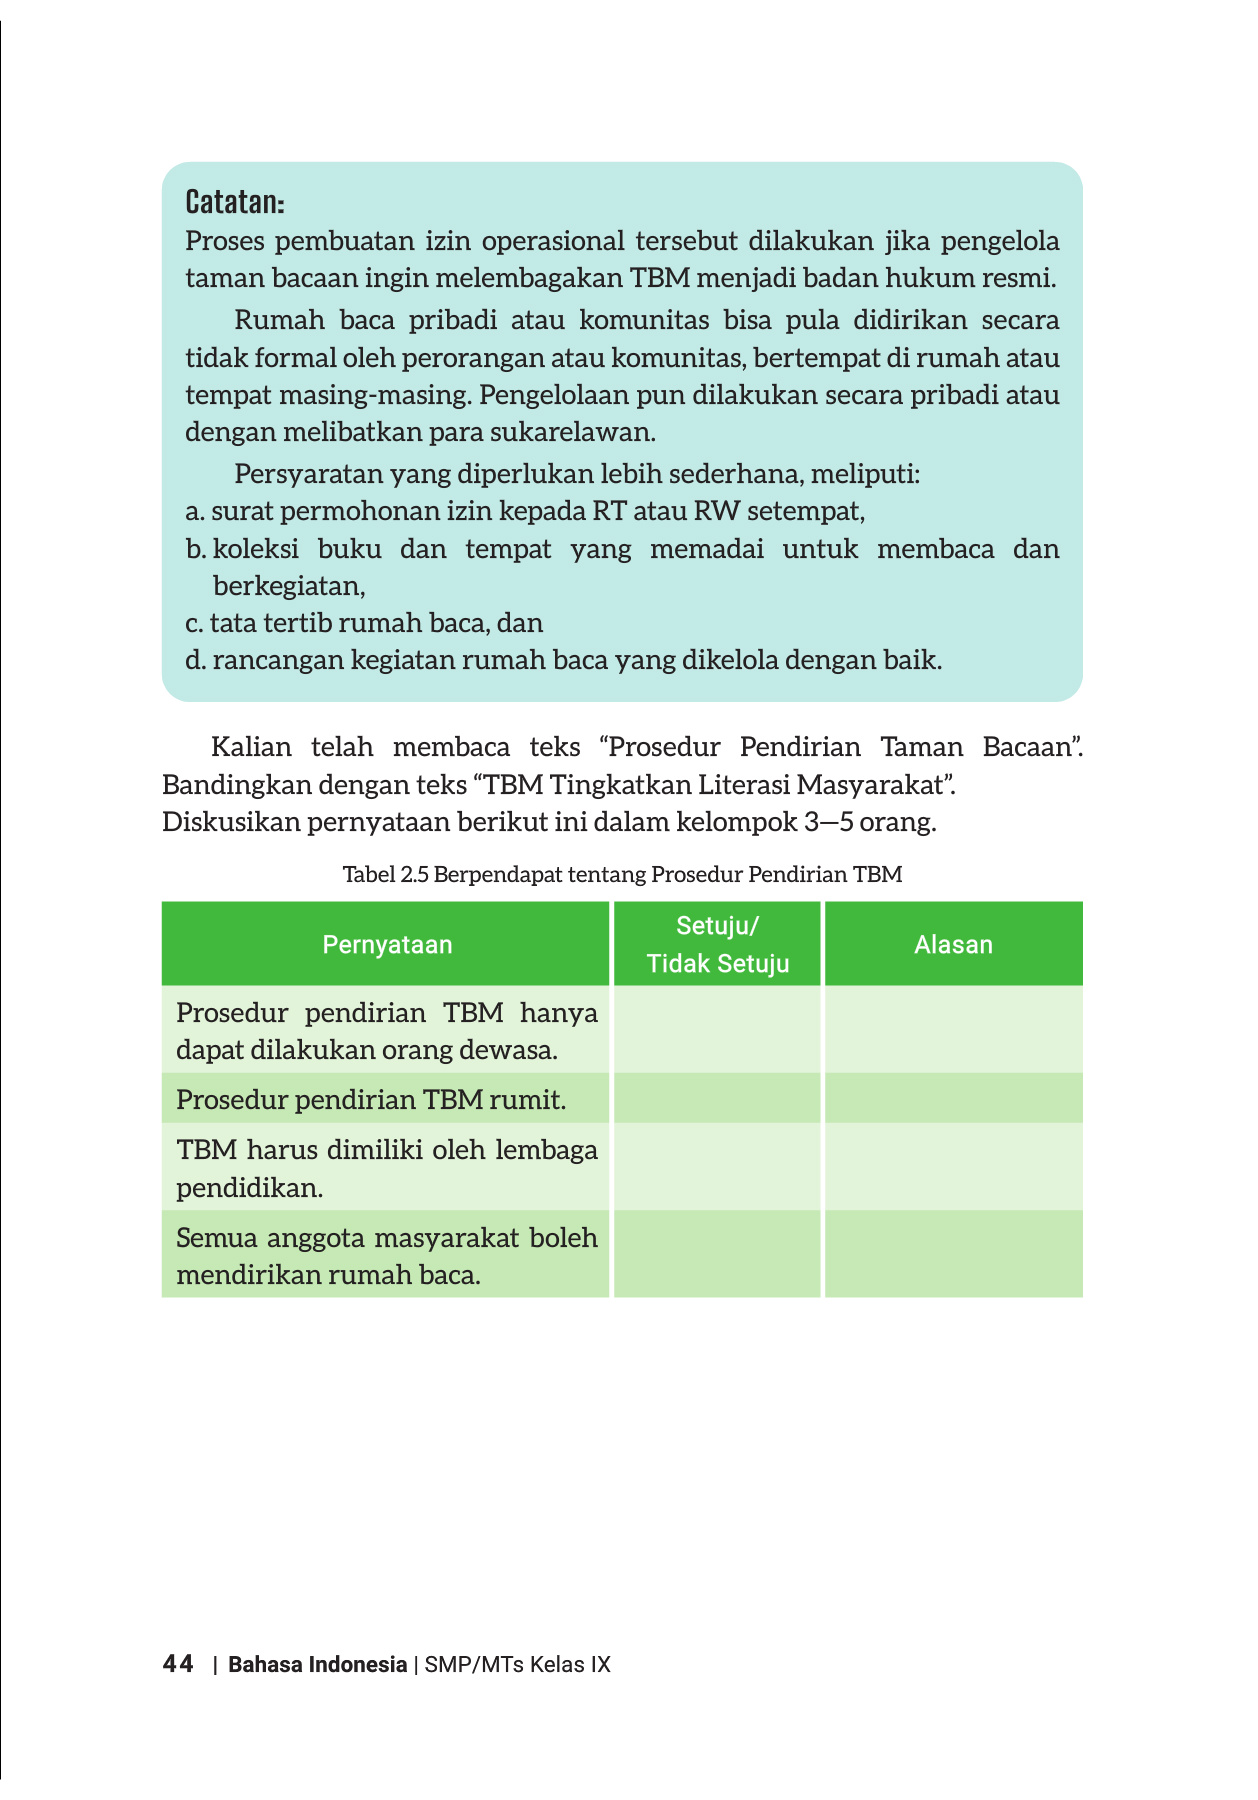 Catatan:
Proses pembuatan izin operasional tersebut dilakukan jika pengelola
taman bacaan ingin melembagakan TBM menjadi badan hukum resmi.
Rumah baca pribadi atau komunitas bisa pula didirikan secara
tidak formal oleh perorangan atau komunitas, bertempat di rumah atau
tempat masing-masing. Pengelolaan pun dilakukan secara pribadi atau
dengan melibatkan para sukarelawan.
Persyaratan yang diperlukan lebih sederhana, meliputi:
a. surat permohonan izin kepada RT atau RW setempat,
b. koleksi buku dan tempat yang memadai untuk membaca dan
berkegiatan,
c. tata tertib rumah baca, dan
d. rancangan kegiatan rumah baca yang dikelola dengan baik.
Kalian telah membaca teks “Prosedur Pendirian Taman Bacaan”.
Bandingkan dengan teks “TBM Tingkatkan Literasi Masyarakat”.
Diskusikan pernyataan berikut ini dalam kelompok 3—5 orang.
Tabel 2.5 Berpendapat tentang Prosedur Pendirian TBM
Pernyataan
Setuju/
Tidak Setuju
Alasan
Prosedur pendirian TBM hanya
dapat dilakukan orang dewasa.
Prosedur pendirian TBM rumit.
TBM harus dimiliki oleh lembaga
pendidikan.
Semua anggota masyarakat boleh
mendirikan rumah baca.
44 | Bahasa Indonesia | SMP/MTs Kelas IX